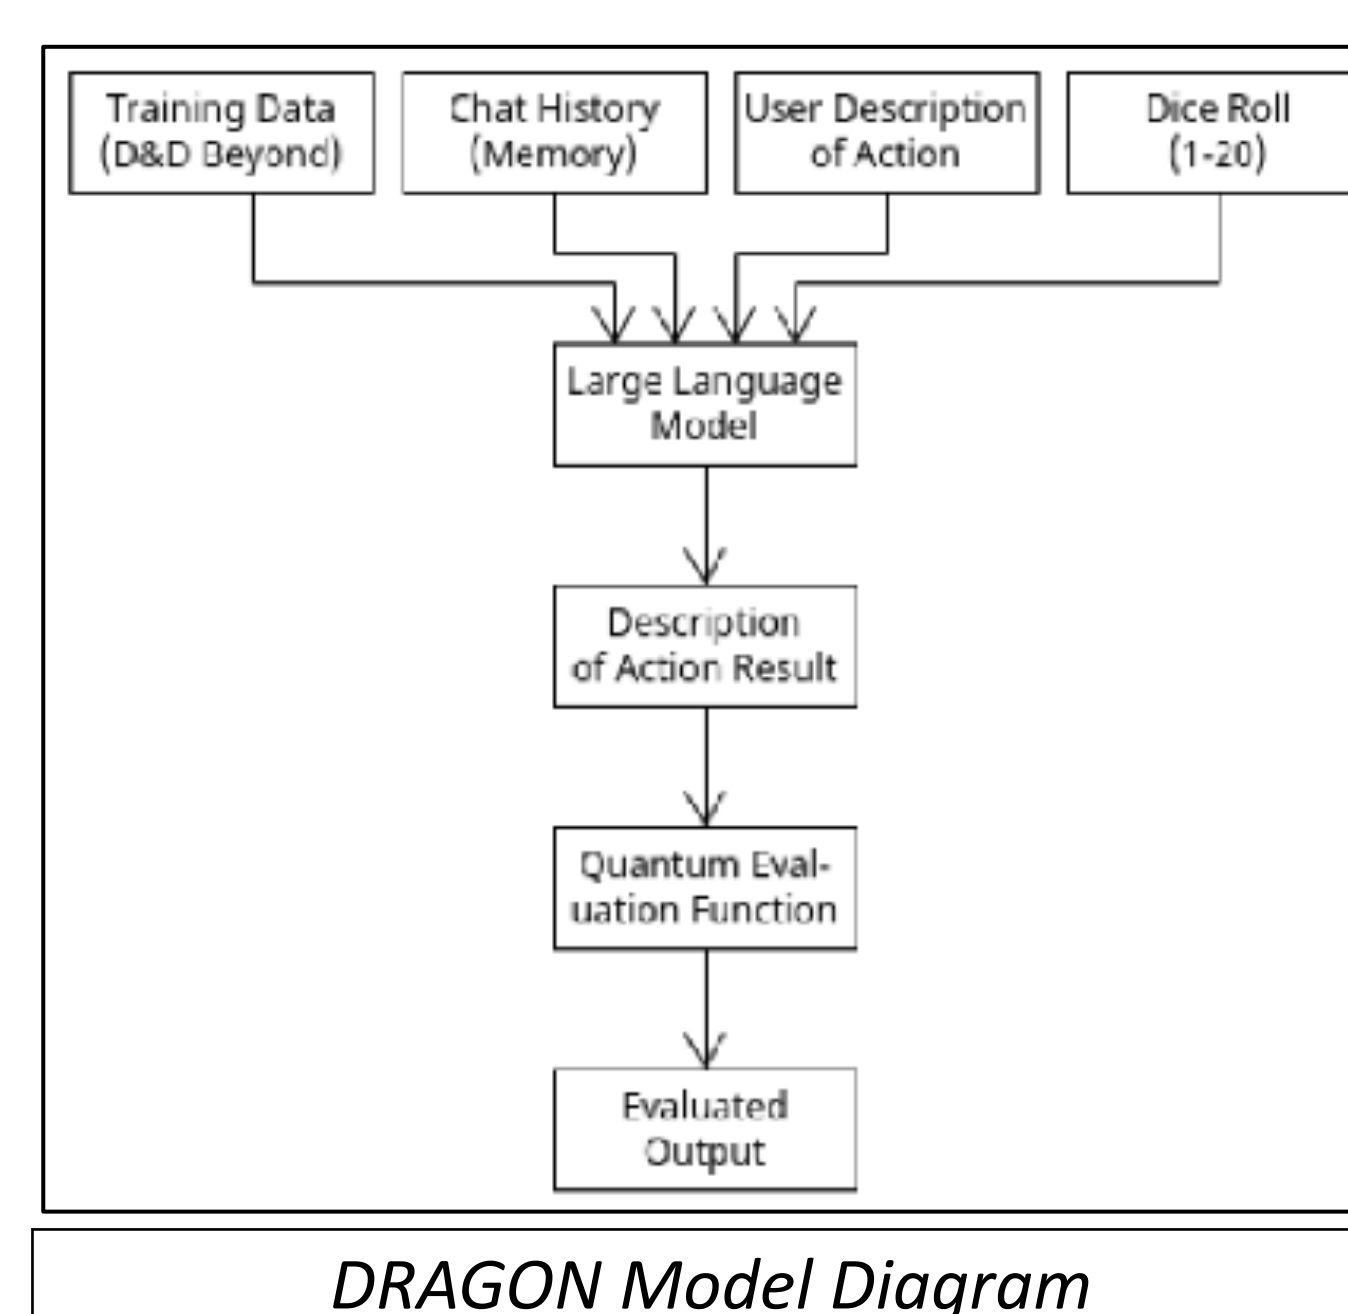 Training Data
(D&D Beyond)
Chat History
(Memory)
User Description
of Action
Dice Roll
(1-20)
Large Language
Model
Description
of Action Result
Quantum Eval-
uation Function
Evaluated
Output
DRAGON Model Diagram